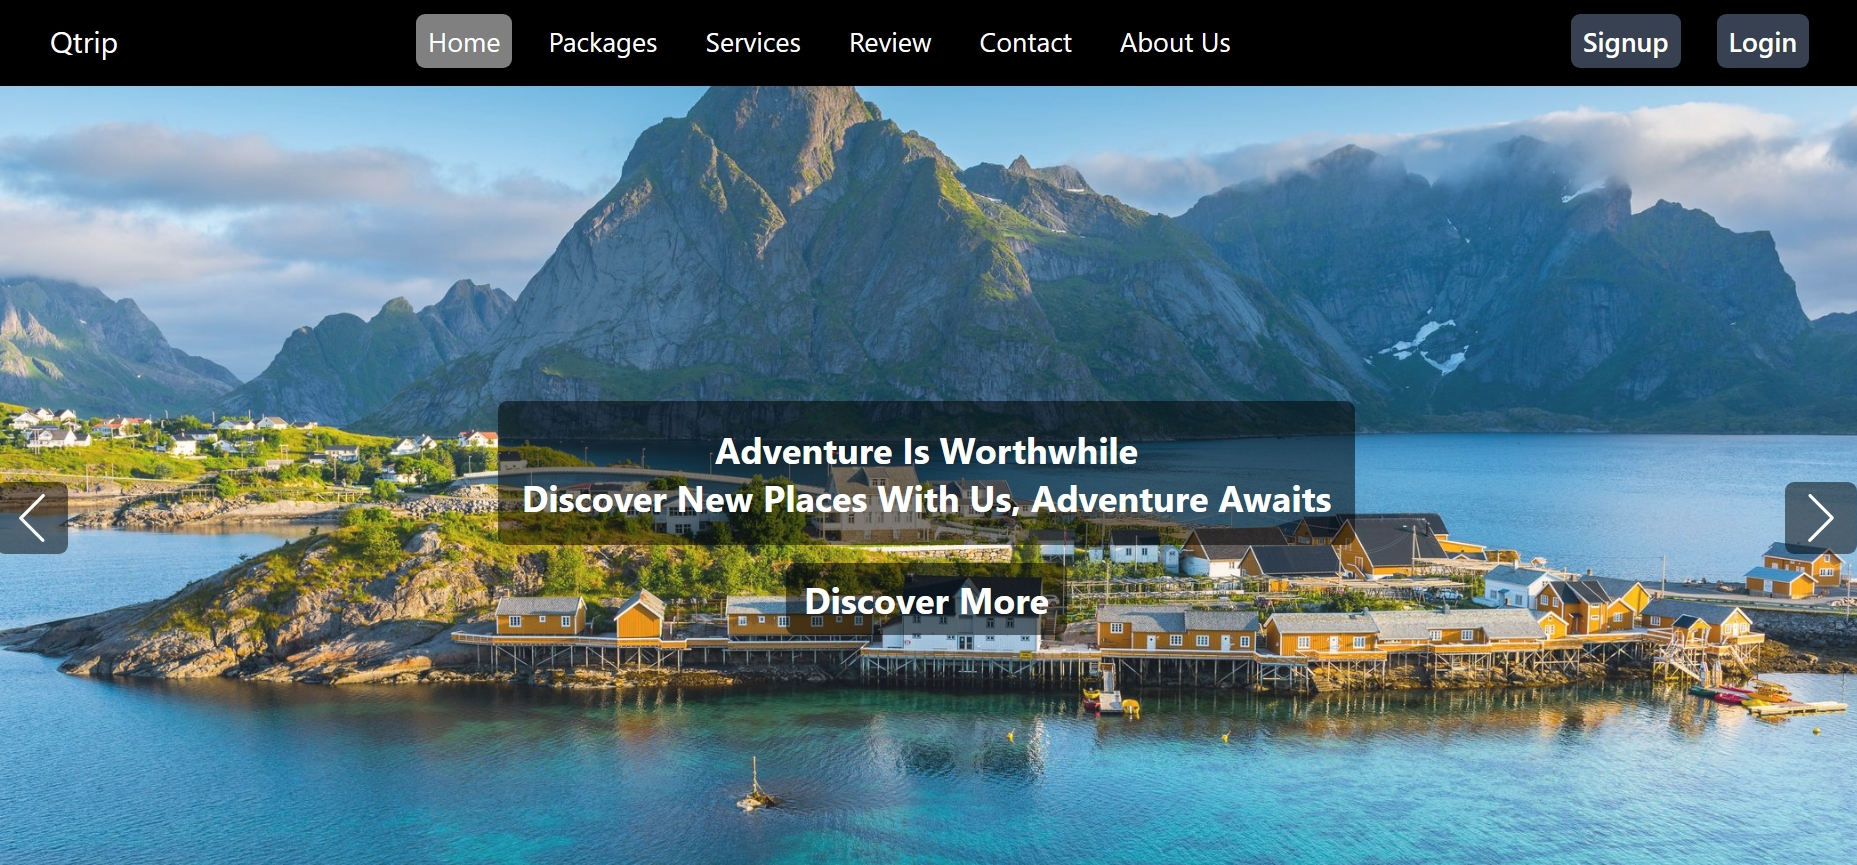 Qtrip
Home
Packages
Services
Review
Contact
About Us
Signup
Login
Adventure Is Worthwhile
Discover New Places With Us, Adventure Awaits
Discover More